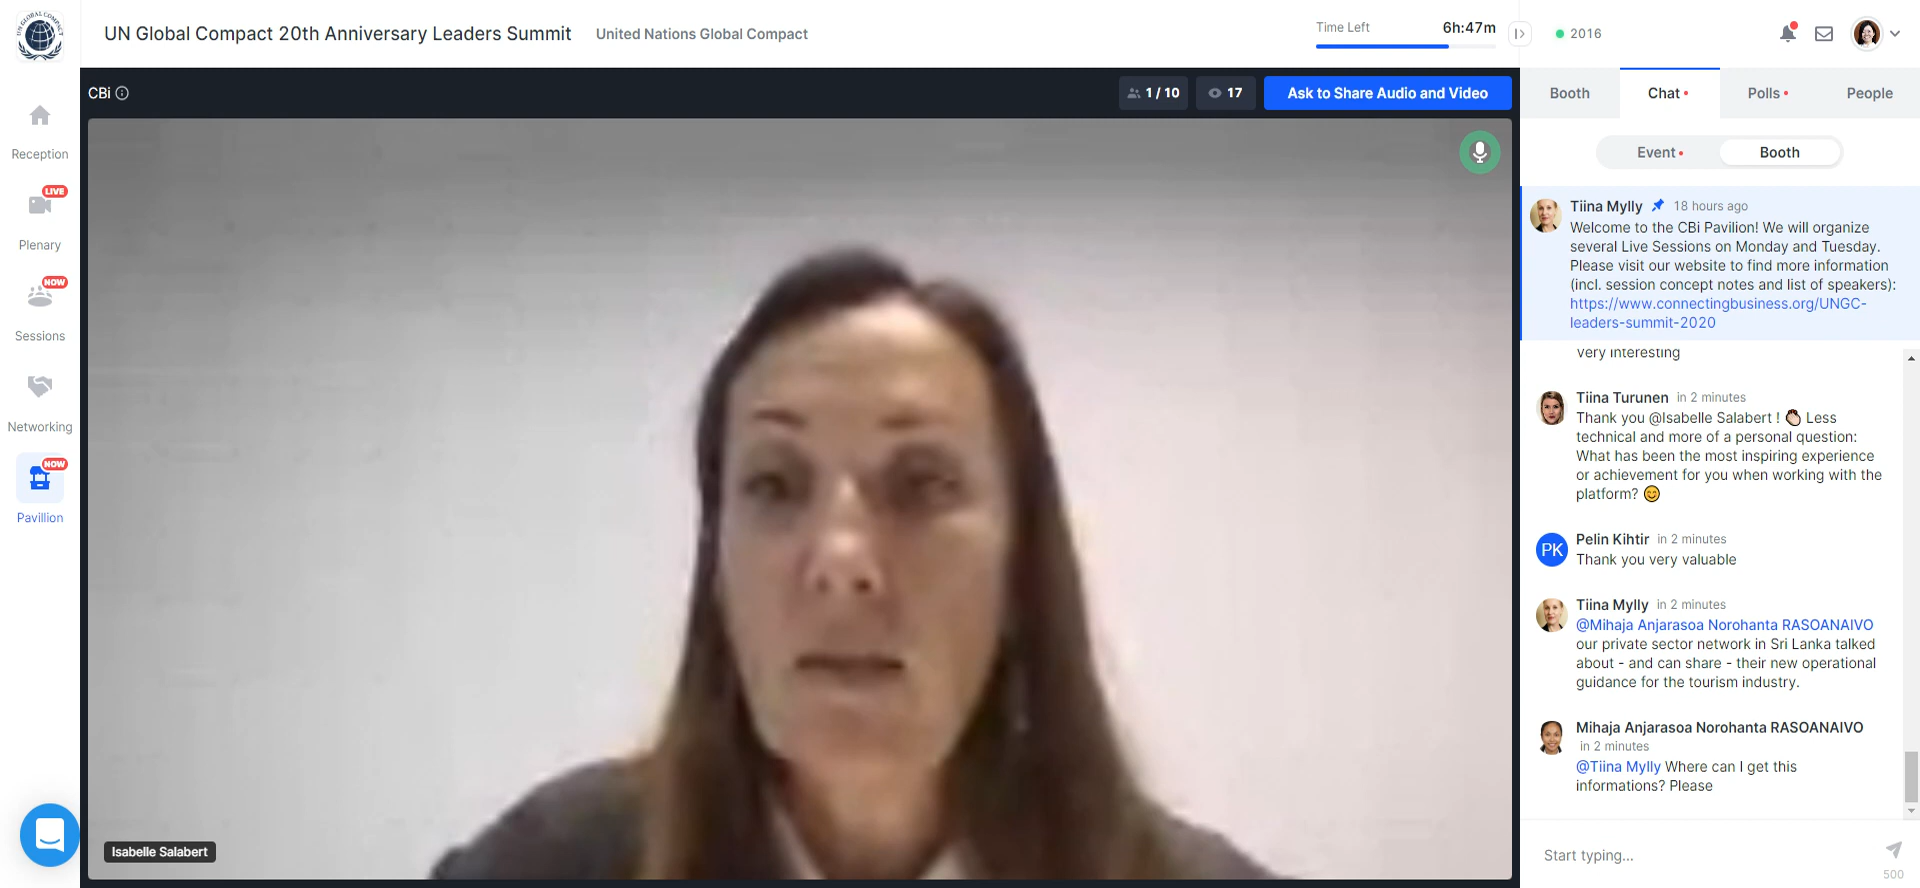 UN GLOBAL COMPACT
UN Global Compact 20th Anniversary Leaders Summit
United Nations Global Compact
Time Left
6h:47m
2016
Reception
LIVE
Plenary
NOW
Sessions
Networking
NOW
Pavillion
CBi
1 / 10
17
Ask to Share Audio and Video
Isabelle Salabert
Booth
Chat
Polls
People
Event
Booth
Tiina Mylly 18 hours ago
Welcome to the CBi Pavilion! We will organize
several Live Sessions on Monday and Tuesday.
Please visit our website to find more information
(incl. session concept notes and list of speakers):
https://www.connectingbusiness.org/UNGC-
leaders-summit-2020
very interesting
Tiina Turunen in 2 minutes
Thank you @Isabelle Salabert ! 👏🏻 Less
technical and more of a personal question:
What has been the most inspiring experience
or achievement for you when working with the
platform? 😊
PK
Pelin Kihtir in 2 minutes
Thank you very valuable
Tiina Mylly in 2 minutes
@Mihaja Anjarasoa Norohanta RASOANAIVO
our private sector network in Sri Lanka talked
about - and can share - their new operational
guidance for the tourism industry.
Mihaja Anjarasoa Norohanta RASOANAIVO
in 2 minutes
@Tiina Mylly Where can I get this
informations? Please
Start typing...
500